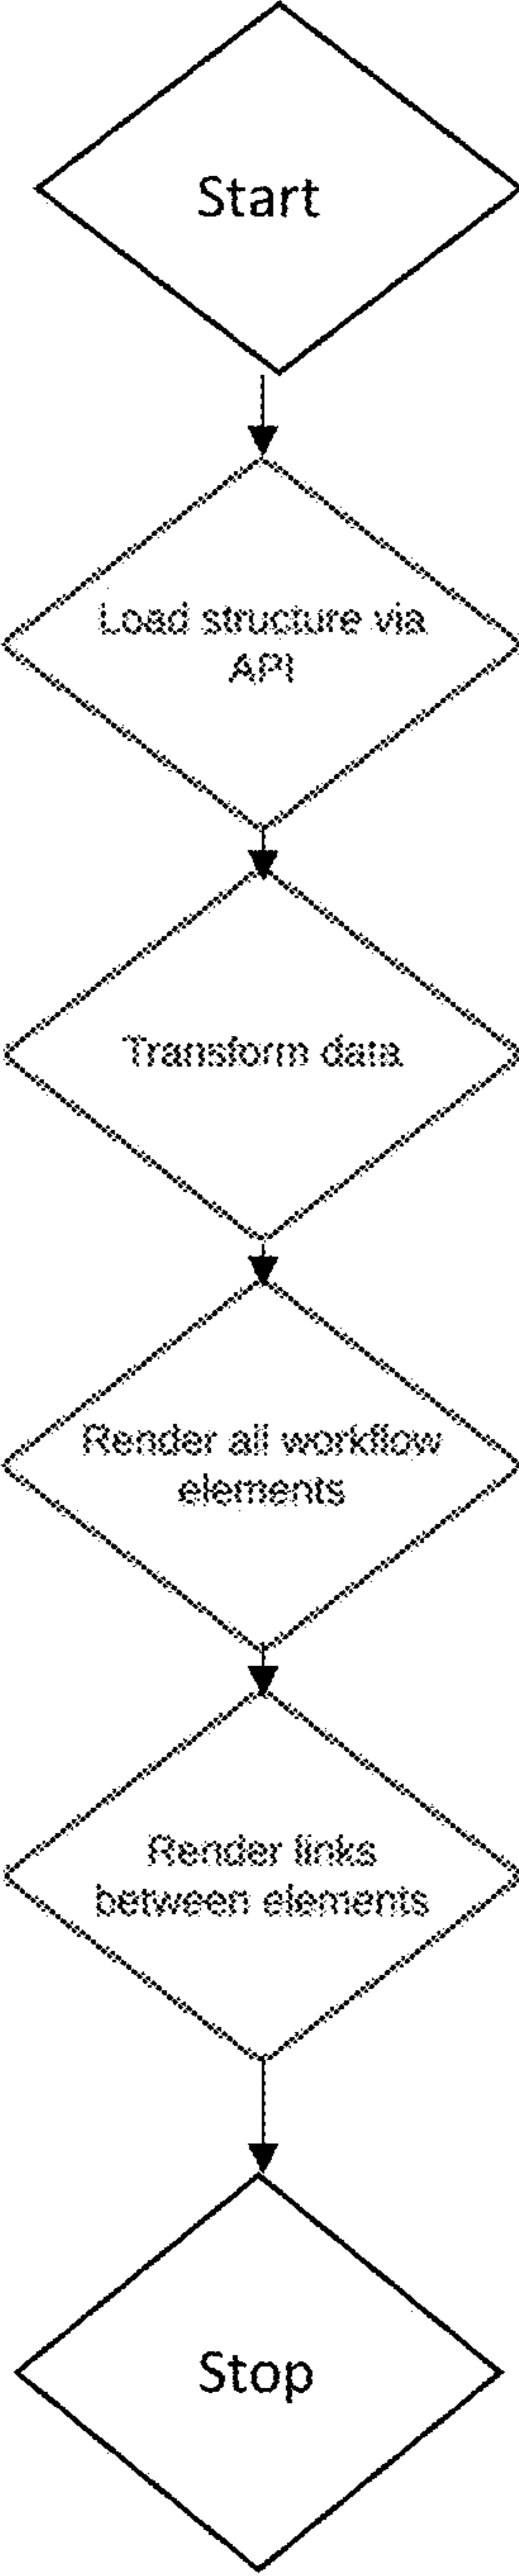 Start
Load structure via
API
Transform data
Render all workflow
elements
Render links
between elements
Stop